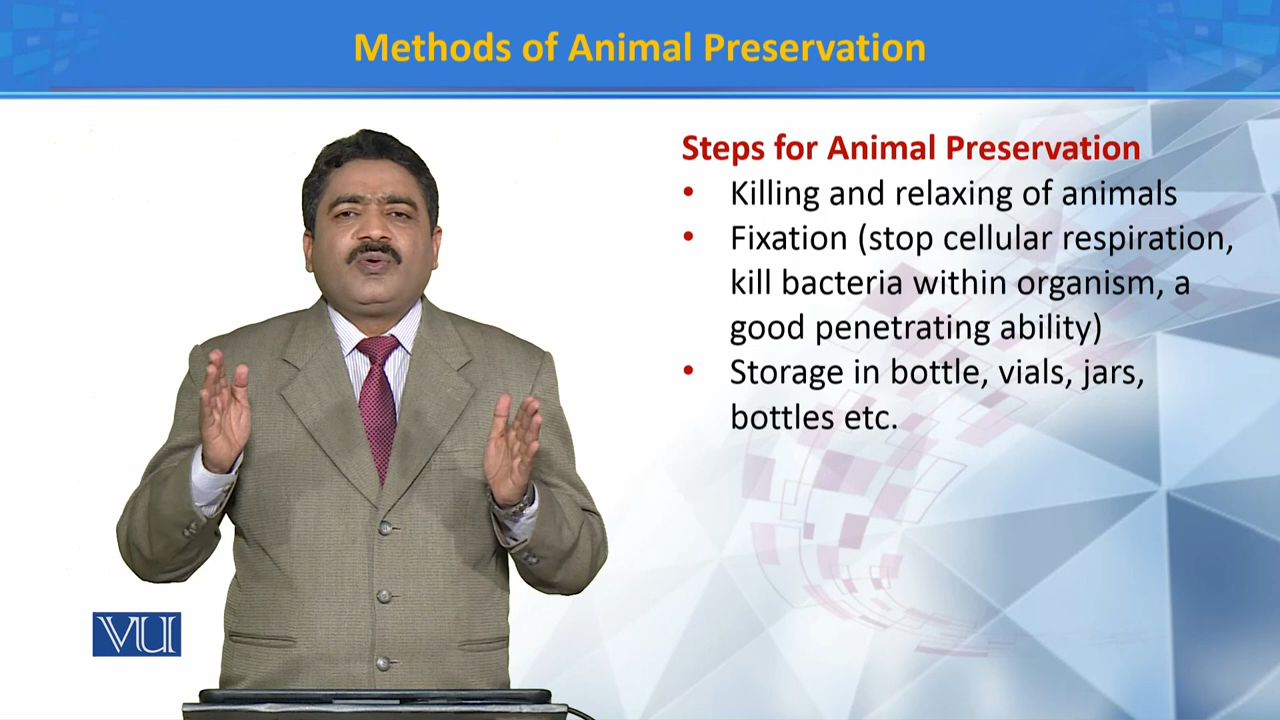 Methods of Animal Preservation
Steps for Animal Preservation
• Killing and relaxing of animals
• Fixation (stop cellular respiration,
kill bacteria within organism, a
good penetrating ability)
• Storage in bottle, vials, jars,
bottles etc.
VU